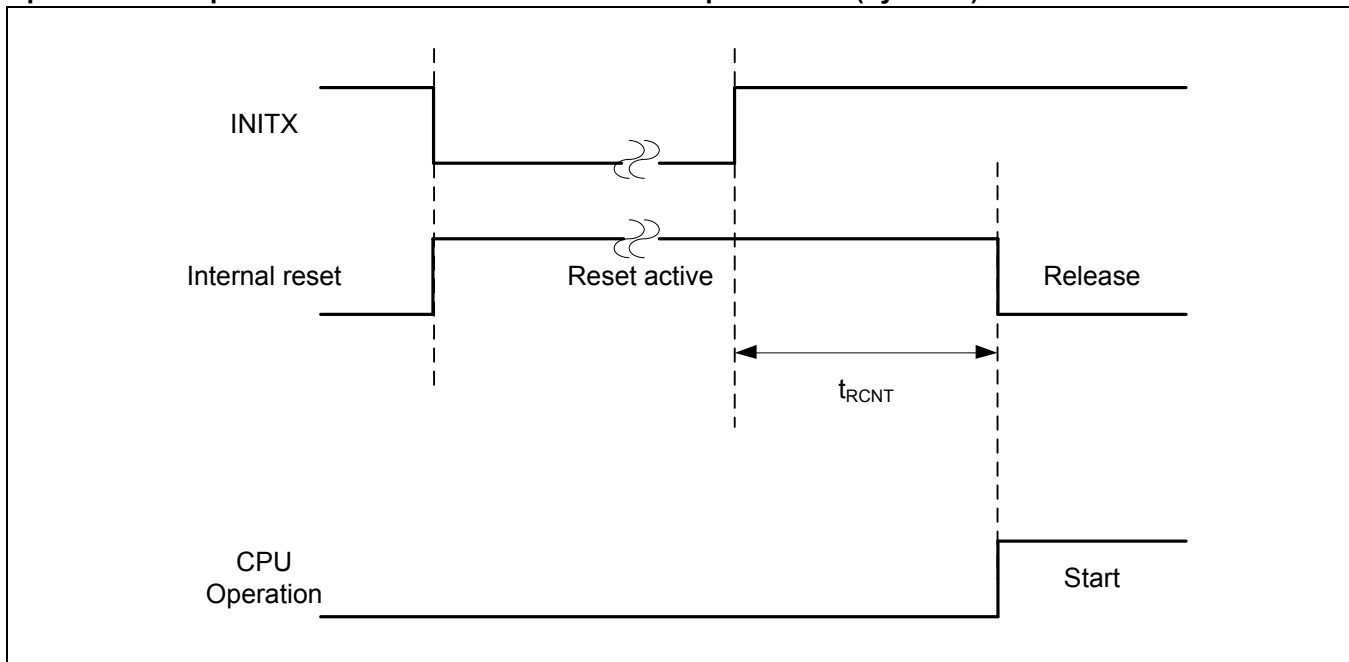 INITX
Internal reset
Reset active
Release
tRCNT
CPU
Operation
Start